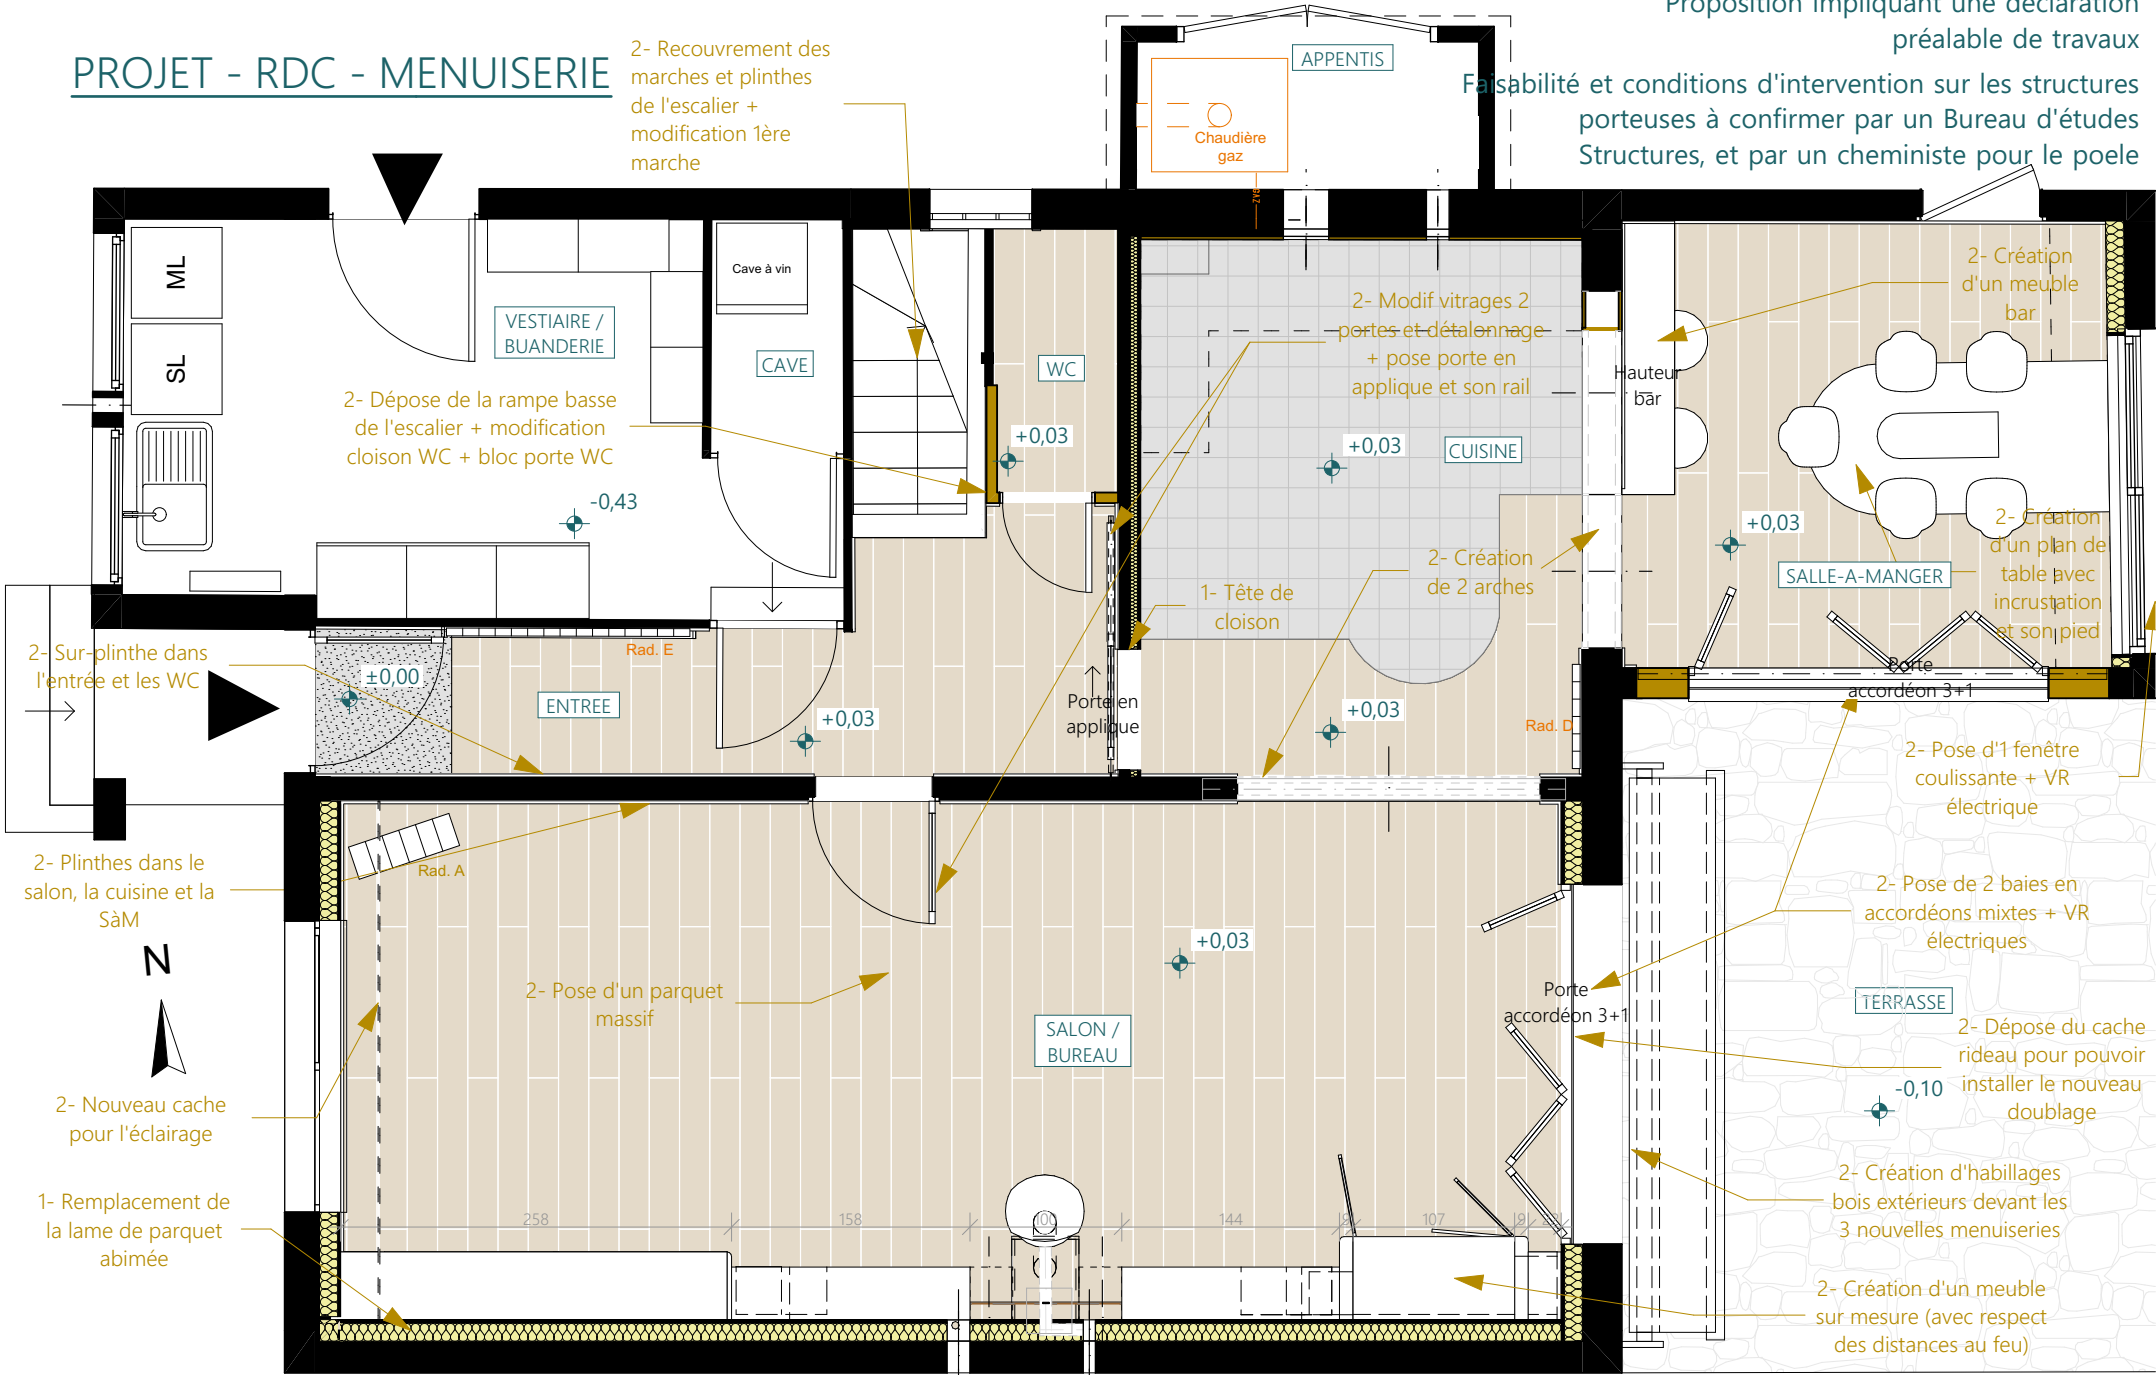 PROJET - RDC - MENUISERIE
2- Recouvrement des
marches et plinthes
de l'escalier +
modification 1ère
marche
Proposition impliquant une déclaration
préalable de travaux
Faisabilité et conditions d'intervention sur les structures
porteuses à confirmer par un Bureau d'études
Structures, et par un cheministe pour le poele
APPENTIS
Chaudière
gaz
GAZ
ML
SL
VESTIAIRE /
BUANDERIE
Cave à vin
CAVE
WC
2- Dépose de la rampe basse
de l'escalier + modification
cloison WC + bloc porte WC
-0,43
+0,03
2- Modif vitrages 2
portes et détalonnage
+ pose porte en
applique et son rail
+0,03
CUISINE
2- Création
d'un meuble
bar
Hauteur
bar
+0,03
SALLE-A-MANGER
2- Création
d'un plan de
table avec
incrustation
et son pied
2- Création
de 2 arches
1- Tête de
cloison
2- Sur-plinthe dans
l'entrée et les WC
±0,00
Rad. E
ENTREE
+0,03
Porte en
applique
+0,03
Rad. D
Porte
accordéon 3+1
2- Pose d'1 fenêtre
coulissante + VR
électrique
2- Plinthes dans le
salon, la cuisine et la
SàM
Rad. A
N
2- Pose d'un parquet
massif
+0,03
SALON /
BUREAU
2- Pose de 2 baies en
accordéons mixtes + VR
électriques
Porte
accordéon 3+1
TERRASSE
2- Dépose du cache
rideau pour pouvoir
installer le nouveau
doublage
-0,10
2- Nouveau cache
pour l'éclairage
1- Remplacement de
la lame de parquet
abimée
258
158
100
144
9
107
9
2- Création d'habillages
bois extérieurs devant les
3 nouvelles menuiseries
2- Création d'un meuble
sur mesure (avec respect
des distances au feu)